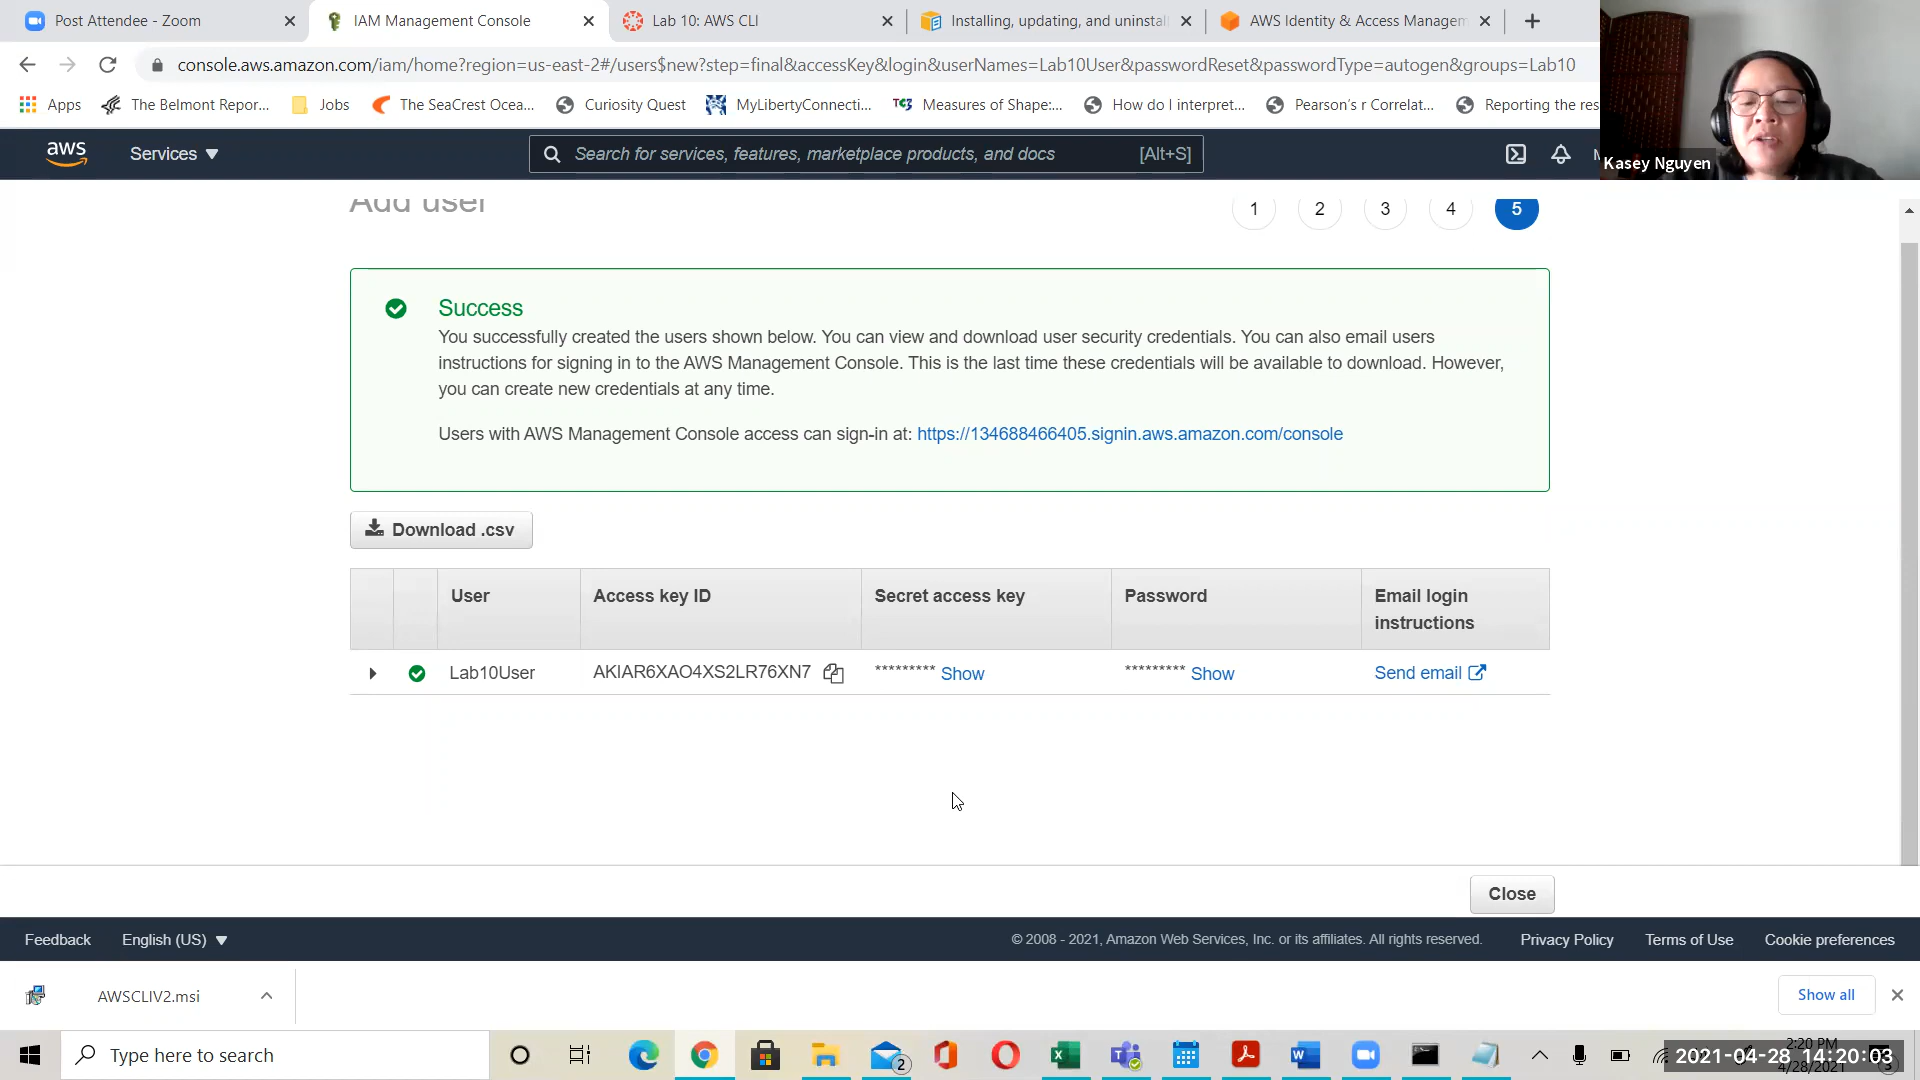 Post Attendee - Zoom
IAM Management Console
Lab 10: AWS CLI
Installing, updating, and uninstal
AWS Identity & Access Managem
console.aws.amazon.com/iam/home?region=us-east-2#/users$new?step=final&accessKey&login&userNames=Lab10User&passwordReset&passwordType=autogen&groups=Lab10
Apps
The Belmont Repor...
Jobs
The SeaCrest Ocea...
Curiosity Quest
MyLibertyConnecti...
Measures of Shape:...
How do I interpret...
Pearson's r Correlat...
Reporting the res
Kasey Nguyen
aws
Services
Search for services, features, marketplace products, and docs
[Alt+S]
Add user
1
2
3
4
5
Success
You successfully created the users shown below. You can view and download user security credentials. You can also email users
instructions for signing in to the AWS Management Console. This is the last time these credentials will be available to download. However,
you can create new credentials at any time.
Users with AWS Management Console access can sign-in at: https://134688466405.signin.aws.amazon.com/console
Download .csv
User
Access key ID
Secret access key
Password
Email login
instructions
Lab10User
AKIAR6XAO4XS2LR76XN7
********* Show
********* Show
Send email
Close
Feedback
English (US)
© 2008 - 2021, Amazon Web Services, Inc. or its affiliates. All rights reserved.
Privacy Policy
Terms of Use
Cookie preferences
AWSCLIV2.msi
Show all
Type here to search
2
2:20 PM
2021-04-28 14:20:03
4/28/2021
3